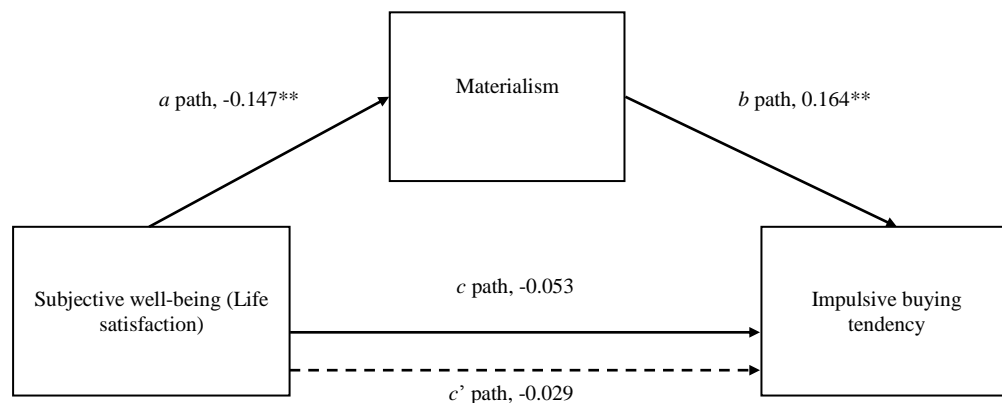 Materialism
a path, -0.147**
b path, 0.164**
Subjective well-being (Life
satisfaction)
c path, -0.053
Impulsive buying
tendency
c’ path, -0.029